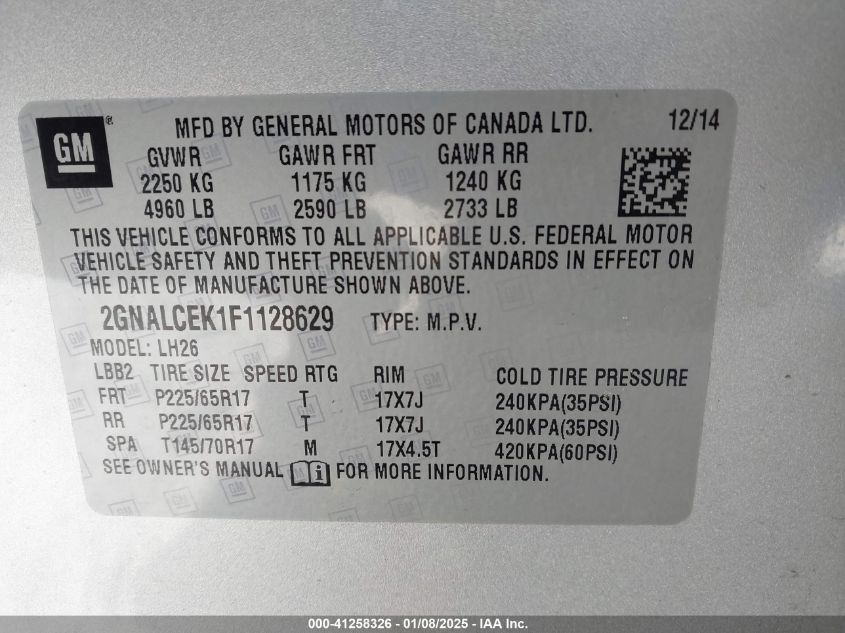 GM ® MFD BY GENERAL MOTORS OF CANADA LTD. 12/14
GVWR GAWR FRT GAWR RR
2250 KG 1175 KG 1240 KG
4960 LB 2590 LB 2733 LB
THIS VEHICLE CONFORMS TO ALL APPLICABLE U.S. FEDERAL MOTOR
VEHICLE SAFETY AND THEFT PREVENTION STANDARDS IN EFFECT ON
THE DATE OF MANUFACTURE SHOWN ABOVE.
2GNALCEK1F1128629 TYPE: M.P.V.
MODEL: LH26
LBB2 TIRE SIZE SPEED RTG RIM COLD TIRE PRESSURE
FRT P225/65R17 T 17X7J 240KPA(35PSI)
RR P225/65R17 T 17X7J 240KPA(35PSI)
SPA T145/70R17 M 17X4.5T 420KPA(60PSI)
SEE OWNER'S MANUAL i FOR MORE INFORMATION.
000-41258326 - 01/08/2025 - IAA Inc.